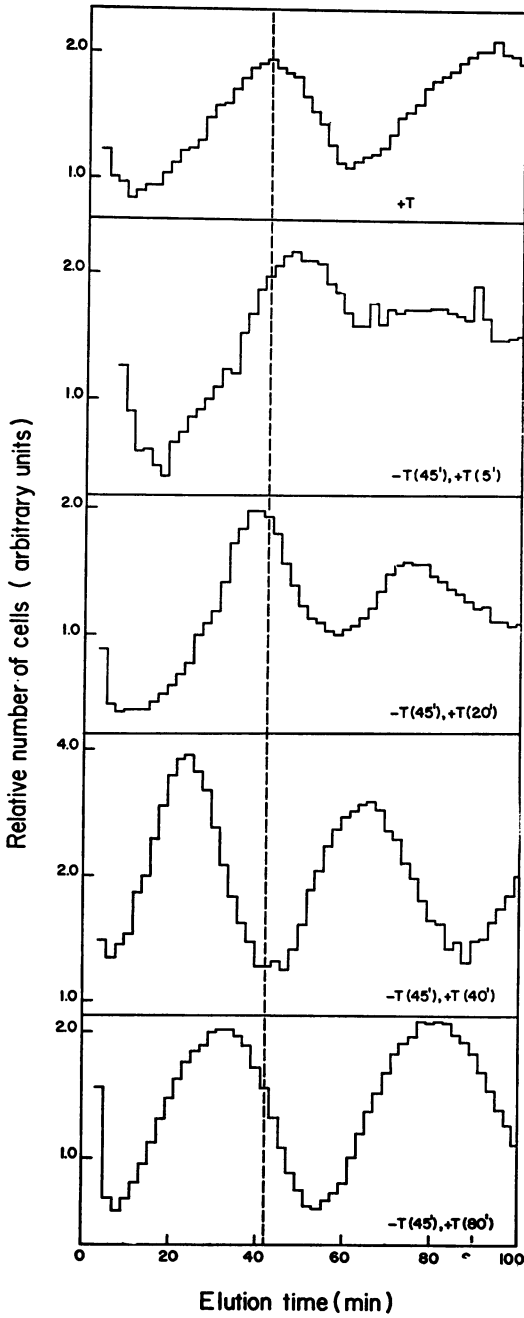 2.0
1.0
+T
2.0
1.0
−T(45'),+T(5')
2.0
1.0
−T(45'),+T(20')
4.0
2.0
1.0
−T(45'),+T(40')
2.0
1.0
−T(45'),+T(80')
0 20 40 60 80 100
Elution time (min)
Relative number of cells (arbitrary units)